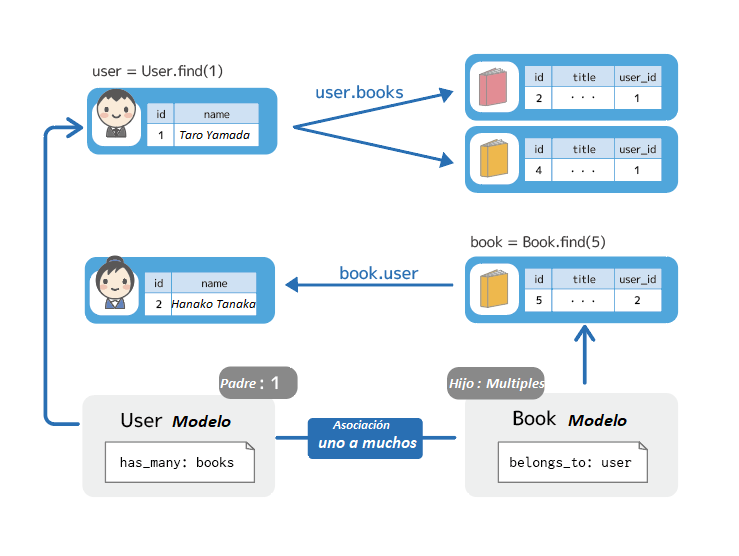 user = User.find(1)
id name
1 Taro Yamada
user.books
id title user_id
2 ・・・ 1
id title user_id
4 ・・・ 1
book = Book.find(5)
id name
2 Hanako Tanaka
book.user
id title user_id
5 ・・・ 2
Padre : 1
Hijo : Multiples
User Modelo
has_many: books
Asociación
uno a muchos
Book Modelo
belongs_to: user